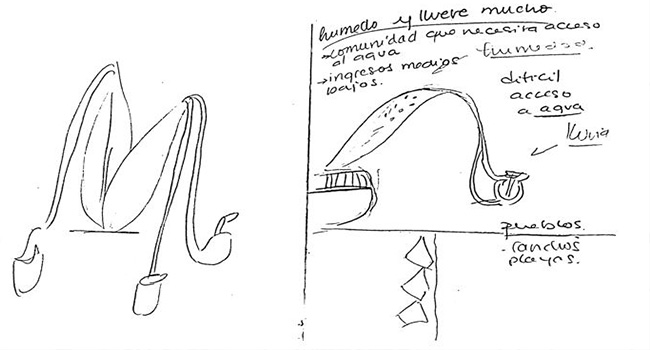 humedo y llueve mucho.
→comunidad que necesita acceso
al agua
→ingresos medios
bajos.
humedad.
dificil
acceso
a agua
lluvia
pueblos
.ranchos
playas.